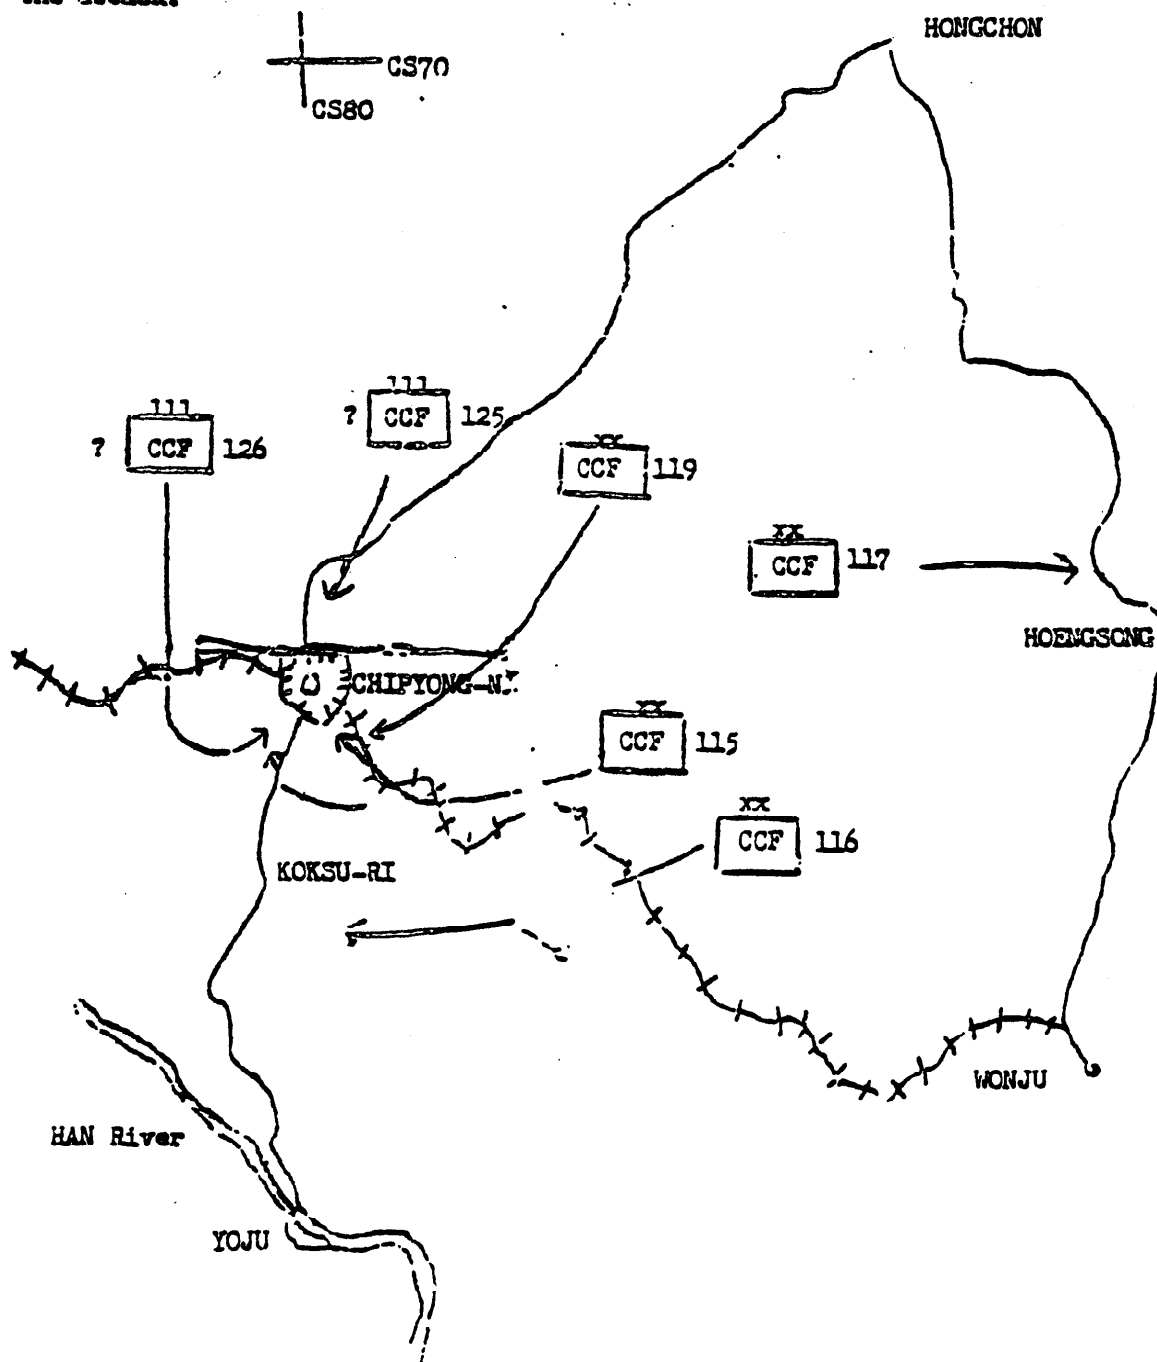 HONGCHON
CS70
CS80
111
? CCF 125
111
? CCF 126
XX
CCF 119
XX
CCF 117
HOENGSONG
CHIPYONG-NI
XX
CCF 115
XX
CCF 116
KOKSU-RI
WONJU
HAN River
YOJU